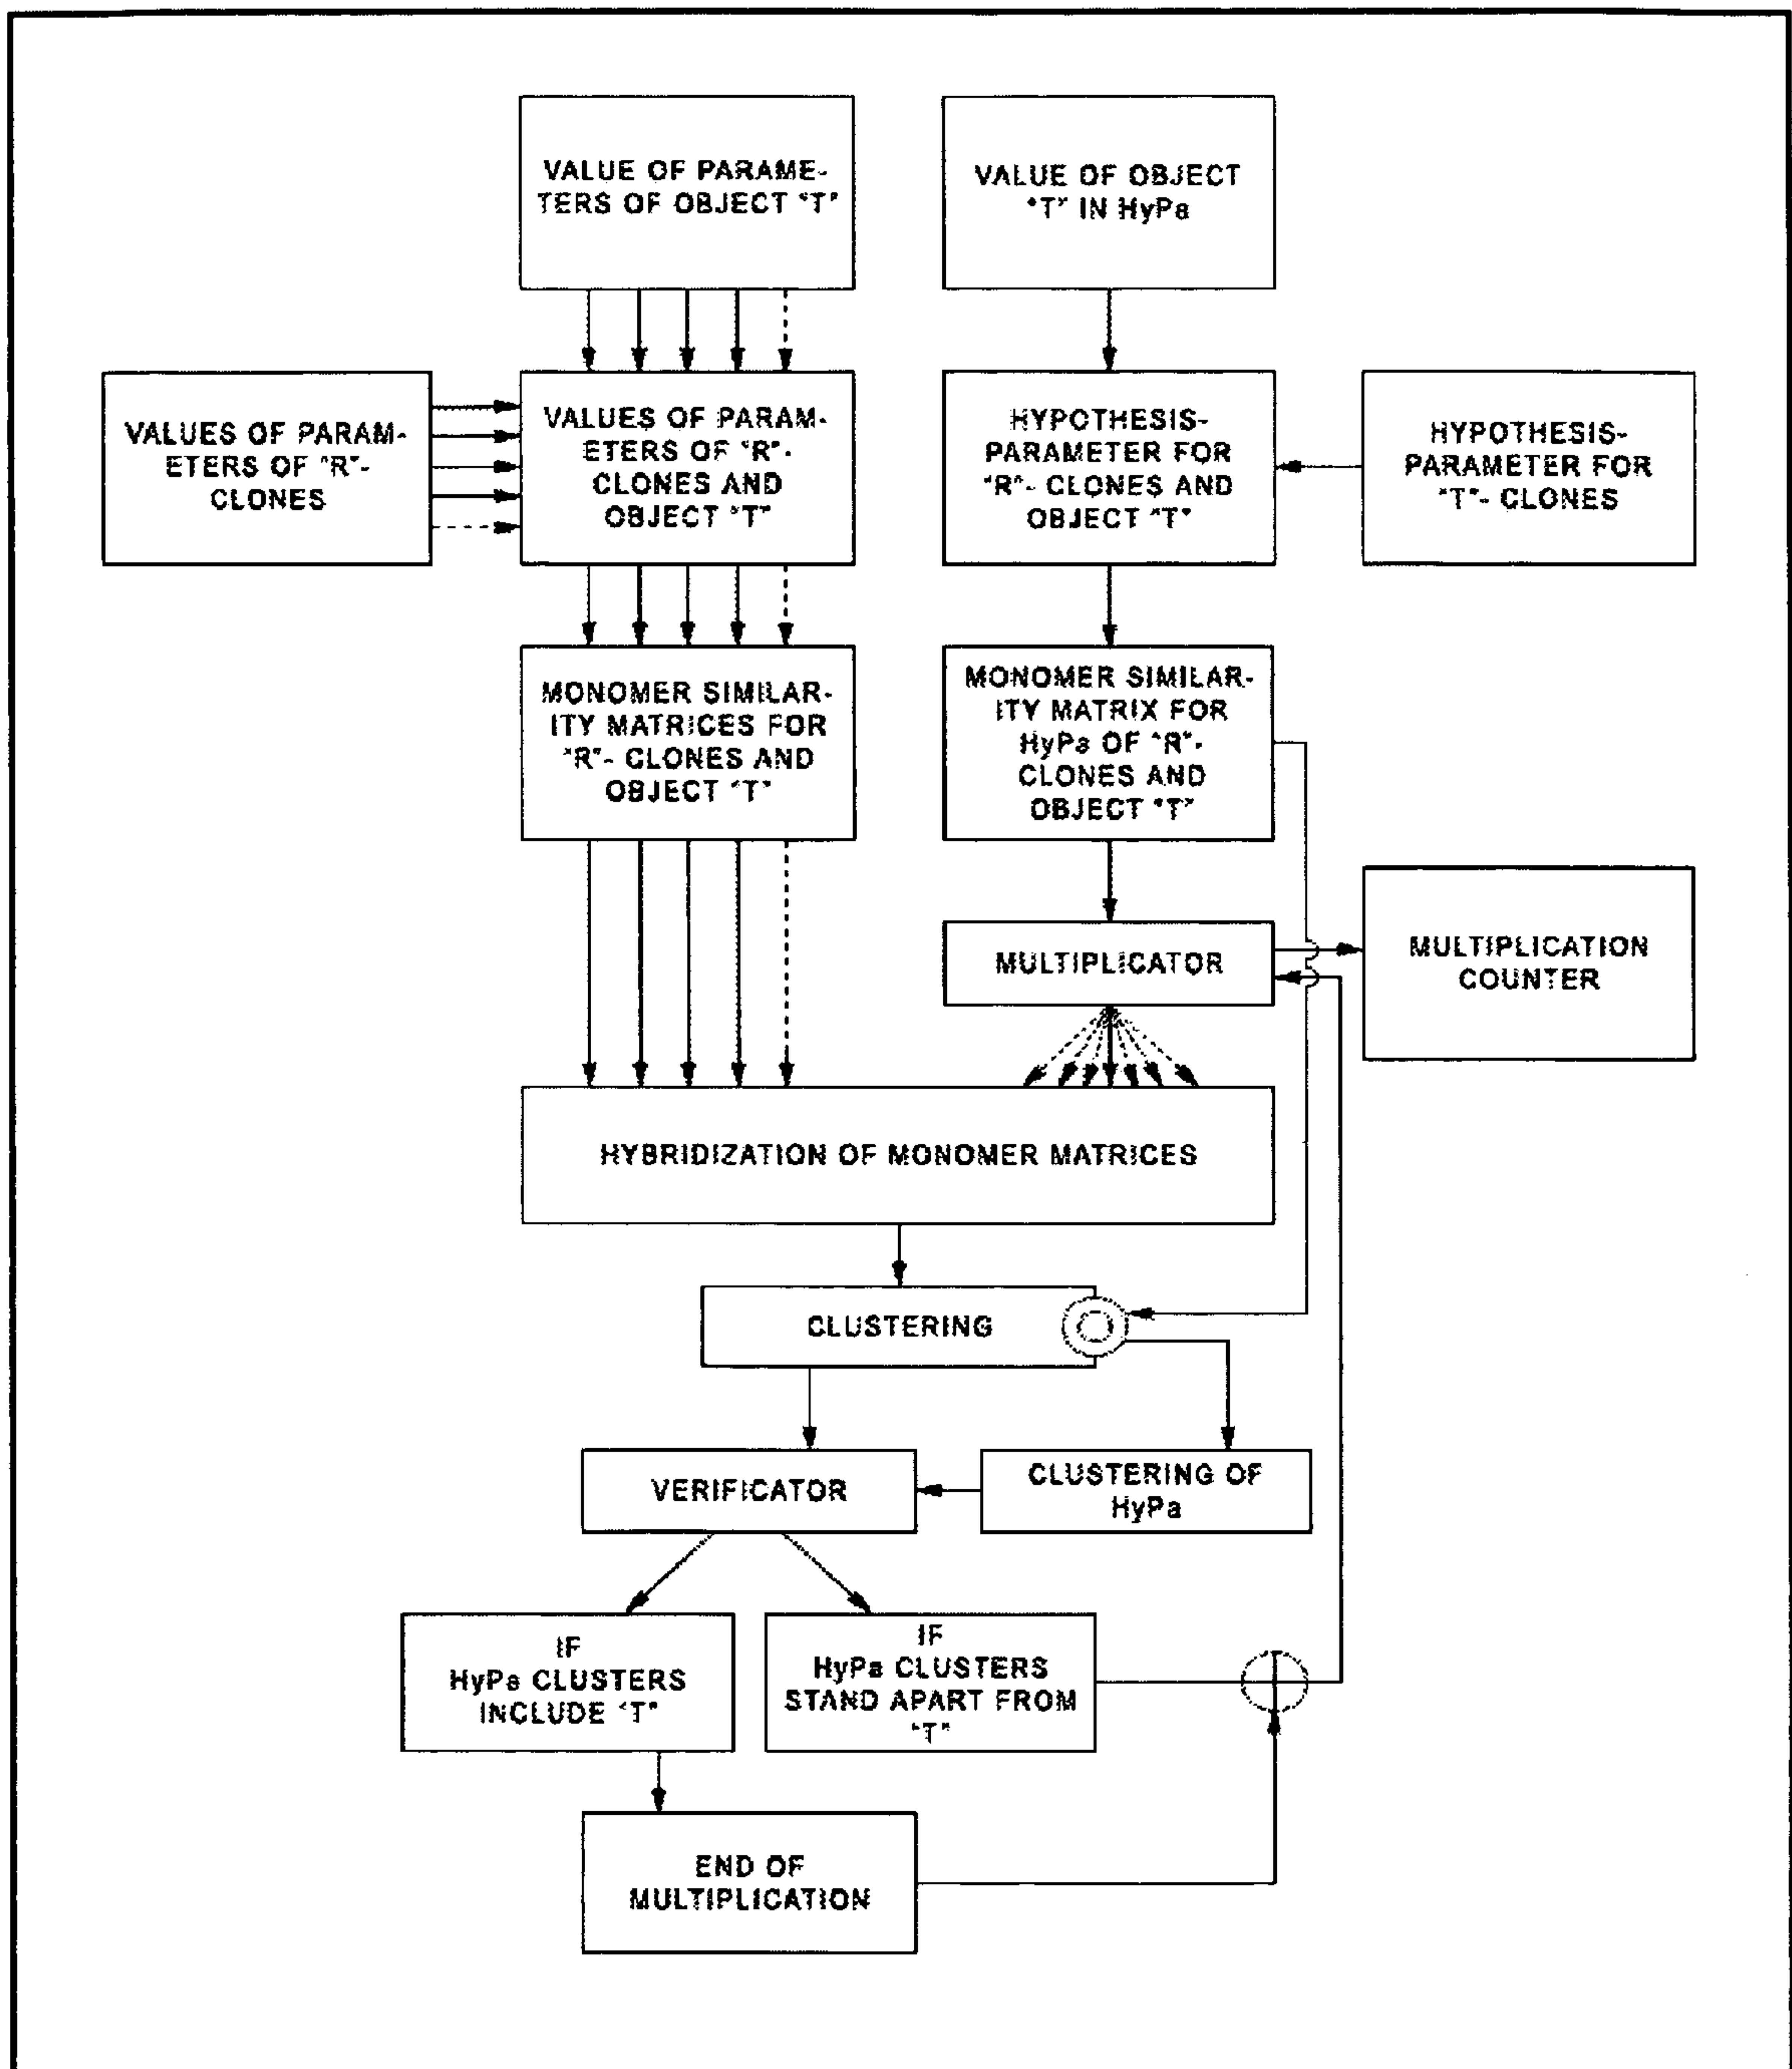 VALUE OF PARAME-
TERS OF OBJECT "T"
VALUE OF OBJECT
"T" IN HyPa
VALUES OF PARAM-
ETERS OF "R"-
CLONES
VALUES OF PARAM-
ETERS OF "R"-
CLONES AND
OBJECT "T"
HYPOTHESIS-
PARAMETER FOR
"R"- CLONES AND
OBJECT "T"
HYPOTHESIS-
PARAMETER FOR
"T"- CLONES
MONOMER SIMILAR-
ITY MATRICES FOR
"R"- CLONES AND
OBJECT "T"
MONOMER SIMILAR-
ITY MATRIX FOR
HyPa OF "R"-
CLONES AND
OBJECT "T"
MULTIPLICATOR
MULTIPLICATION
COUNTER
HYBRIDIZATION OF MONOMER MATRICES
CLUSTERING
VERIFICATOR
CLUSTERING OF
HyPa
IF
HyPa CLUSTERS
INCLUDE "T"
IF
HyPa CLUSTERS
STAND APART FROM
"T"
END OF
MULTIPLICATION